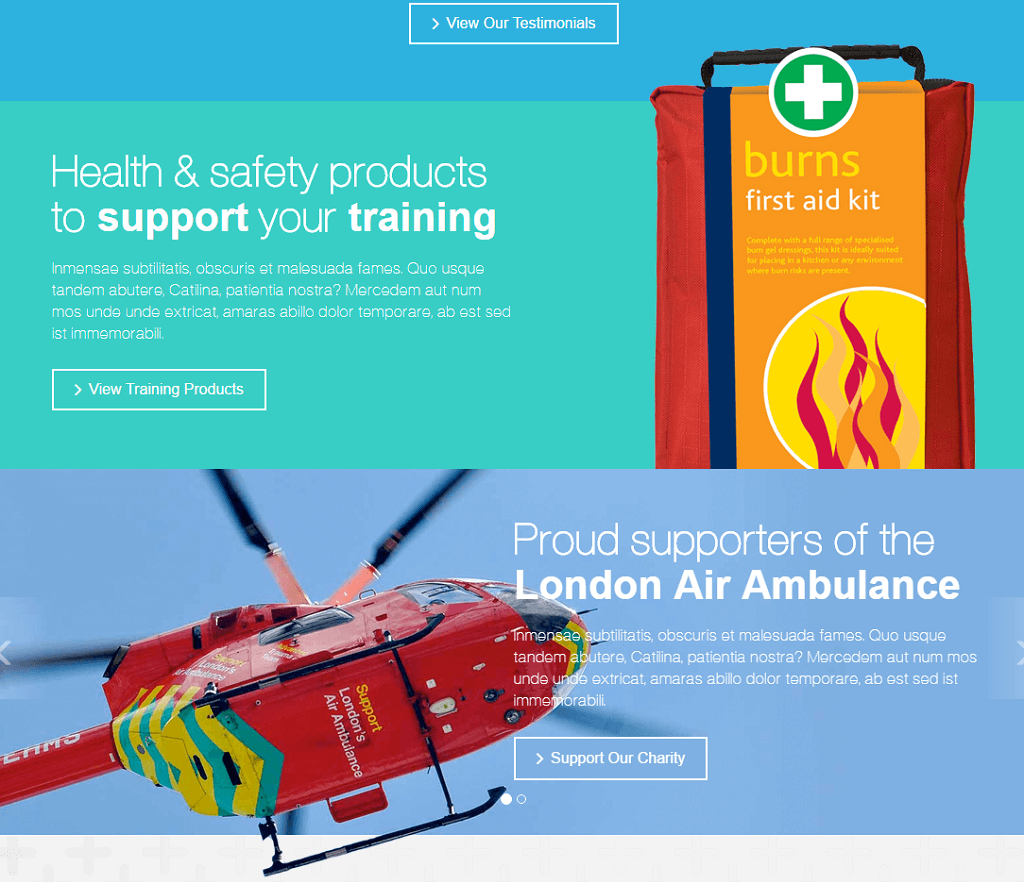 View Our Testimonials
Health & safety products
to support your training
Inmensae subtilitatis, obscuris et malesuada fames. Quo usque
tandem abutere, Catilina, patientia nostra? Mercedem aut num
mos unde unde extricat, amaras abillo dolor temporare, ab est sed
ist immemorabili.
View Training Products
burns
first aid kit
Complete with a full range of specialised
burn gel dressings, this kit is ideally suited
for placing in a kitchen or any environment
where burn risks are present.
Proud supporters of the
London Air Ambulance
Inmensae subtilitatis, obscuris et malesuada fames. Quo usque
tandem abutere, Catilina, patientia nostra? Mercedem aut num mos
unde unde extricat, amaras abillo dolor temporare, ab est sed ist
immemorabili.
Support Our Charity
Support
London's
Air Ambulance
Support
London's
Air Ambulance